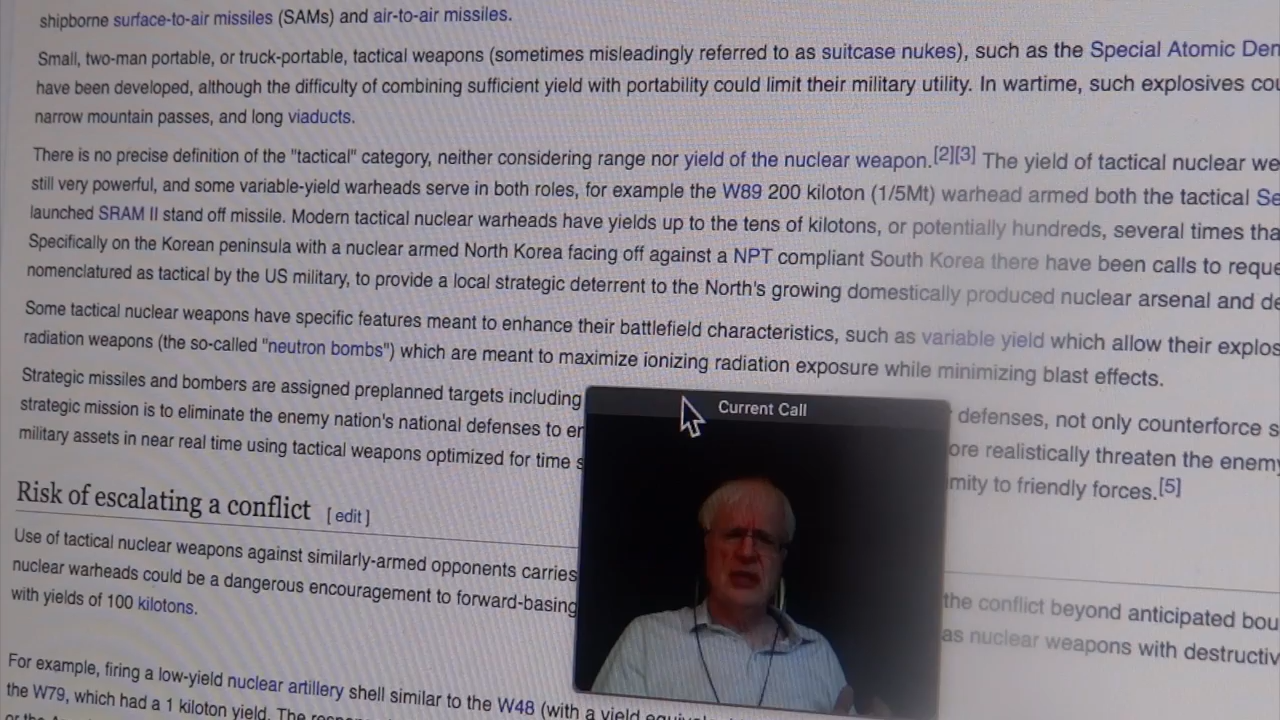 shipborne surface-to-air missiles (SAMs) and air-to-air missiles.
Small, two-man portable, or truck-portable, tactical weapons (sometimes misleadingly referred to as suitcase nukes), such as the Special Atomic Dem
have been developed, although the difficulty of combining sufficient yield with portability could limit their military utility. In wartime, such explosives cou
narrow mountain passes, and long viaducts.
There is no precise definition of the "tactical" category, neither considering range nor yield of the nuclear weapon.[2][3] The yield of tactical nuclear we
still very powerful, and some variable-yield warheads serve in both roles, for example the W89 200 kiloton (1/5Mt) warhead armed both the tactical Se
launched SRAM II stand off missile. Modern tactical nuclear warheads have yields up to the tens of kilotons, or potentially hundreds, several times tha
Specifically on the Korean peninsula with a nuclear armed North Korea facing off against a NPT compliant South Korea there have been calls to reque
nomenclatured as tactical by the US military, to provide a local strategic deterrent to the North's growing domestically produced nuclear arsenal and de
Some tactical nuclear weapons have specific features meant to enhance their battlefield characteristics, such as variable yield which allow their explos
radiation weapons (the so-called "neutron bombs") which are meant to maximize ionizing radiation exposure while minimizing blast effects.
Strategic missiles and bombers are assigned preplanned targets including defenses, not only counterforce s
strategic mission is to eliminate the enemy nation's national defenses to en ore realistically threaten the enemy
military assets in near real time using tactical weapons optimized for time s mity to friendly forces.[5]
Current Call
Risk of escalating a conflict [ edit ]
Use of tactical nuclear weapons against similarly-armed opponents carries the conflict beyond anticipated bou
nuclear warheads could be a dangerous encouragement to forward-basing as nuclear weapons with destructiv
with yields of 100 kilotons.
For example, firing a low-yield nuclear artillery shell similar to the W48 (with a yield
the W79, which had a 1 kiloton yield. The